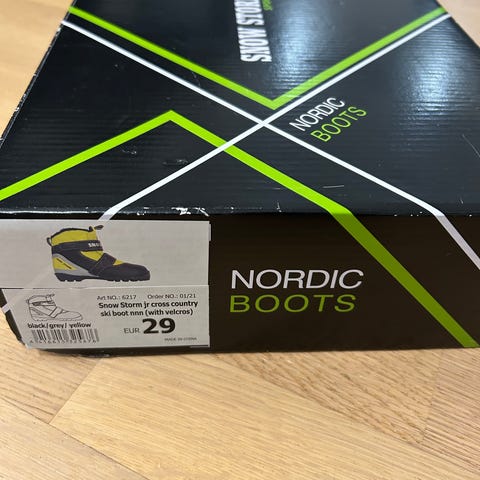 SNOW STORM
NORDIC
BOOTS
NORDIC
BOOTS
Art NO.: 6217 Order NO.: 01/21
Snow Storm jr cross country
ski boot nnn (with velcros)
black/grey/ yellow
EUR 29
MADE IN CHINA